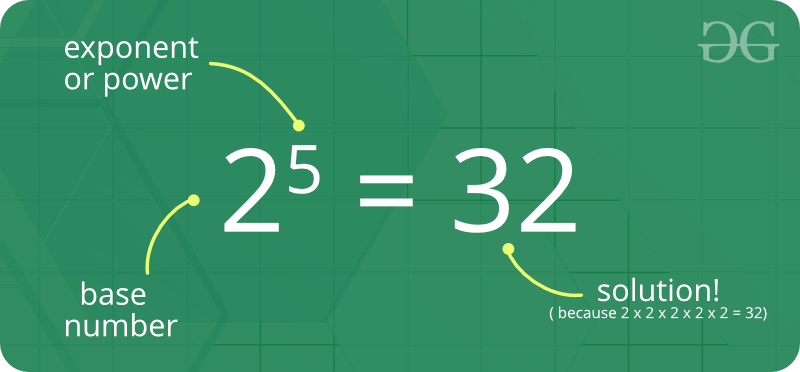 exponent
or power
2⁵ = 32
base
number
solution!
( because 2 x 2 x 2 x 2 x 2 = 32)